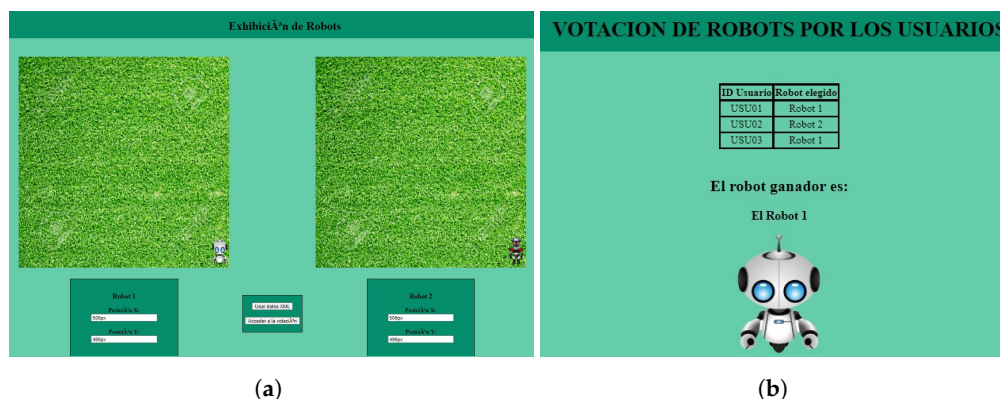 ExhibiciÃ³n de Robots
Robot 1
PosiciÃ³n X:
500px
PosiciÃ³n Y:
490px
Usar datos XML
Acceder a la votaciÃ³n
Robot 2
PosiciÃ³n X:
500px
PosiciÃ³n Y:
490px
(a)
VOTACION DE ROBOTS POR LOS USUARIOS
ID Usuario Robot elegido
USU01 Robot 1
USU02 Robot 2
USU03 Robot 1
El robot ganador es:
El Robot 1
(b)